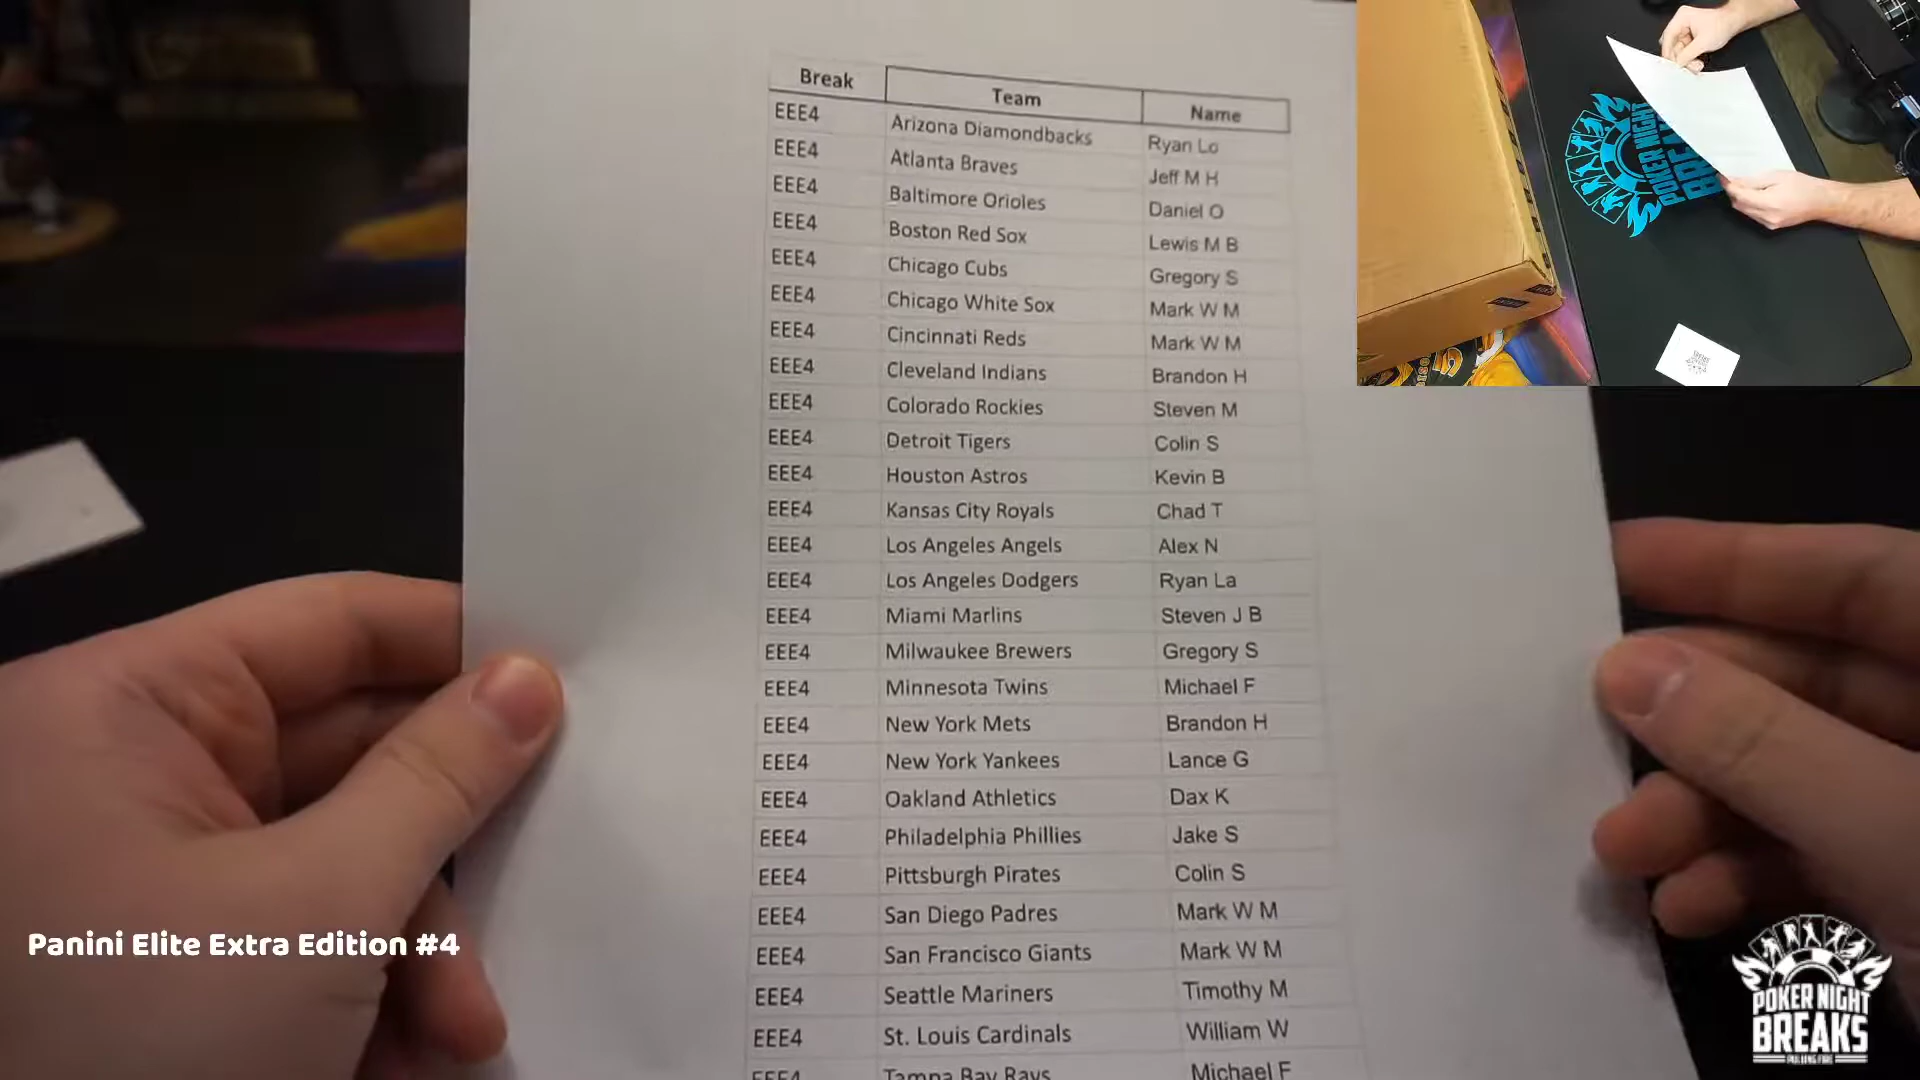 Break Team Name
EEE4 Arizona Diamondbacks Ryan Lo
EEE4 Atlanta Braves Jeff M H
EEE4 Baltimore Orioles Daniel O
EEE4 Boston Red Sox Lewis M B
EEE4 Chicago Cubs Gregory S
EEE4 Chicago White Sox Mark W M
EEE4 Cincinnati Reds Mark W M
EEE4 Cleveland Indians Brandon H
EEE4 Colorado Rockies Steven M
EEE4 Detroit Tigers Colin S
EEE4 Houston Astros Kevin B
EEE4 Kansas City Royals Chad T
EEE4 Los Angeles Angels Alex N
EEE4 Los Angeles Dodgers Ryan La
EEE4 Miami Marlins Steven J B
EEE4 Milwaukee Brewers Gregory S
EEE4 Minnesota Twins Michael F
EEE4 New York Mets Brandon H
EEE4 New York Yankees Lance G
EEE4 Oakland Athletics Dax K
EEE4 Philadelphia Phillies Jake S
EEE4 Pittsburgh Pirates Colin S
EEE4 San Diego Padres Mark W M
EEE4 San Francisco Giants Mark W M
EEE4 Seattle Mariners Timothy M
EEE4 St. Louis Cardinals William W
EEE4 Tampa Bay Rays Michael F
Panini Elite Extra Edition #4
POKER NIGHT
BREAKS
POKER NIGHT